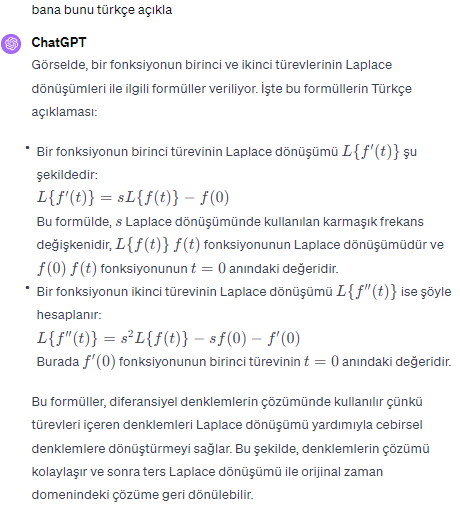 bana bunu türkçe açıkla
ChatGPT
Görselde, bir fonksiyonun birinci ve ikinci türevlerinin Laplace
dönüşümleri ile ilgili formüller veriliyor. İşte bu formüllerin Türkçe
açıklaması:
• Bir fonksiyonun birinci türevinin Laplace dönüşümü L{f′(t)} şu
şekildedir:
L{f′(t)} = sL{f(t)} − f(0)
Bu formülde, s Laplace dönüşümünde kullanılan karmaşık frekans
değişkenidir, L{f(t)} f(t) fonksiyonunun Laplace dönüşümüdür ve
f(0) f(t) fonksiyonunun t = 0 anındaki değeridir.
• Bir fonksiyonun ikinci türevinin Laplace dönüşümü L{f″(t)} ise şöyle
hesaplanır:
L{f″(t)} = s²L{f(t)} − sf(0) − f′(0)
Burada f′(0) fonksiyonunun birinci türevinin t = 0 anındaki değeridir.
Bu formüller, diferansiyel denklemlerin çözümünde kullanılır çünkü
türevleri içeren denklemleri Laplace dönüşümü yardımıyla cebirsel
denklemlere dönüştürmeyi sağlar. Bu şekilde, denklemlerin çözümü
kolaylaşır ve sonra ters Laplace dönüşümü ile orijinal zaman
domenindeki çözüme geri dönülebilir.